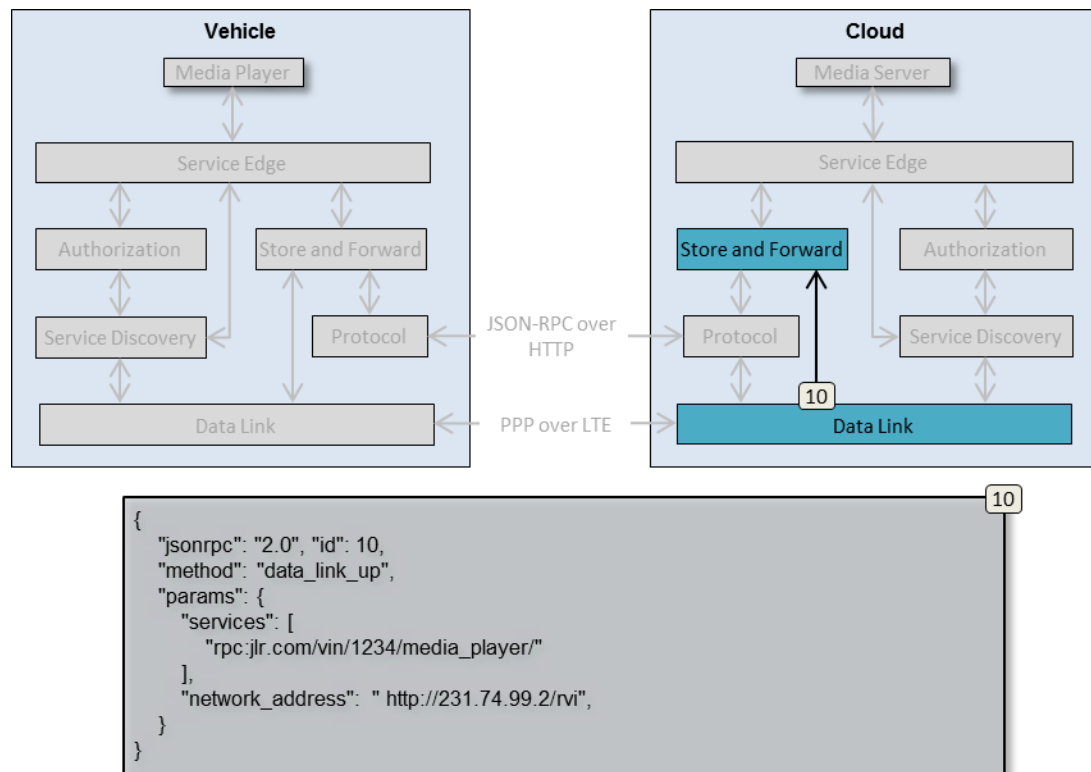 Vehicle
Media Player
Service Edge
Authorization
Store and Forward
Service Discovery
Protocol
Data Link
JSON-RPC over
HTTP
PPP over LTE
Cloud
Media Server
Service Edge
Store and Forward
Authorization
Protocol
Service Discovery
10
Data Link
10
{
"jsonrpc": "2.0", "id": 10,
"method": "data_link_up",
"params": {
"services": [
"rpc:jlr.com/vin/1234/media_player/"
],
"network_address": " http://231.74.99.2/rvi",
}
}